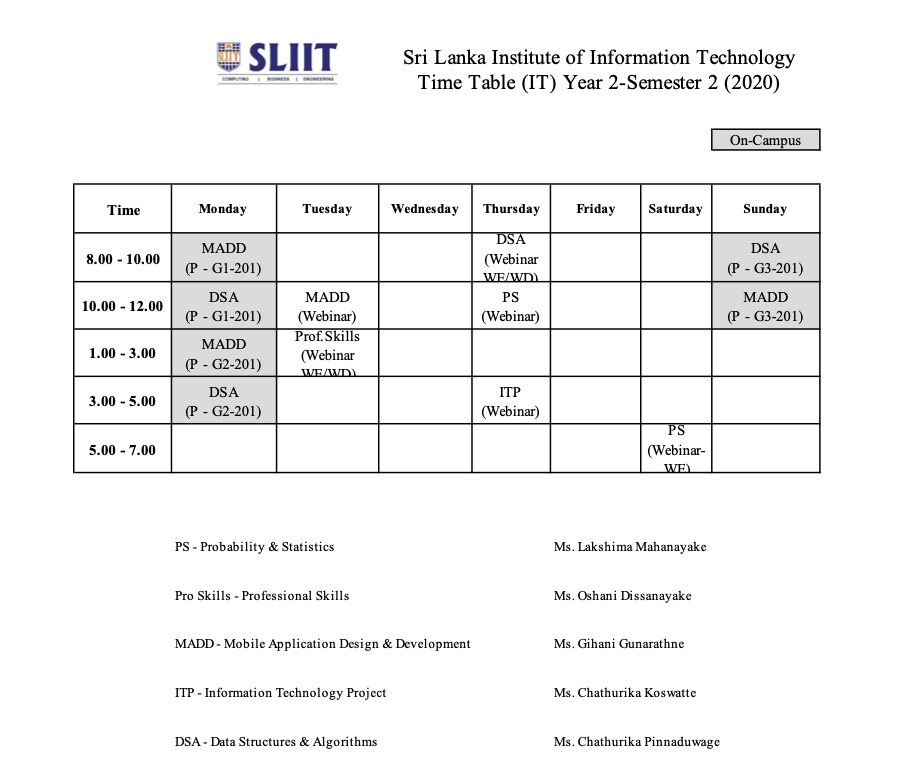 SLIIT
COMPUTING | BUSINESS | ENGINEERING
Sri Lanka Institute of Information Technology
Time Table (IT) Year 2-Semester 2 (2020)
On-Campus
Time Monday Tuesday Wednesday Thursday Friday Saturday Sunday
8.00 - 10.00
MADD
(P - G1-201)
DSA
(Webinar
WE/WD)
DSA
(P - G3-201)
10.00 - 12.00
DSA
(P - G1-201)
MADD
(Webinar)
PS
(Webinar)
MADD
(P - G3-201)
1.00 - 3.00
MADD
(P - G2-201)
Prof.Skills
(Webinar
WE/WD)
3.00 - 5.00
DSA
(P - G2-201)
ITP
(Webinar)
5.00 - 7.00
PS
(Webinar-
WE)
PS - Probability & Statistics Ms. Lakshima Mahanayake
Pro Skills - Professional Skills Ms. Oshani Dissanayake
MADD - Mobile Application Design & Development Ms. Gihani Gunarathne
ITP - Information Technology Project Ms. Chathurika Koswatte
DSA - Data Structures & Algorithms Ms. Chathurika Pinnaduwage